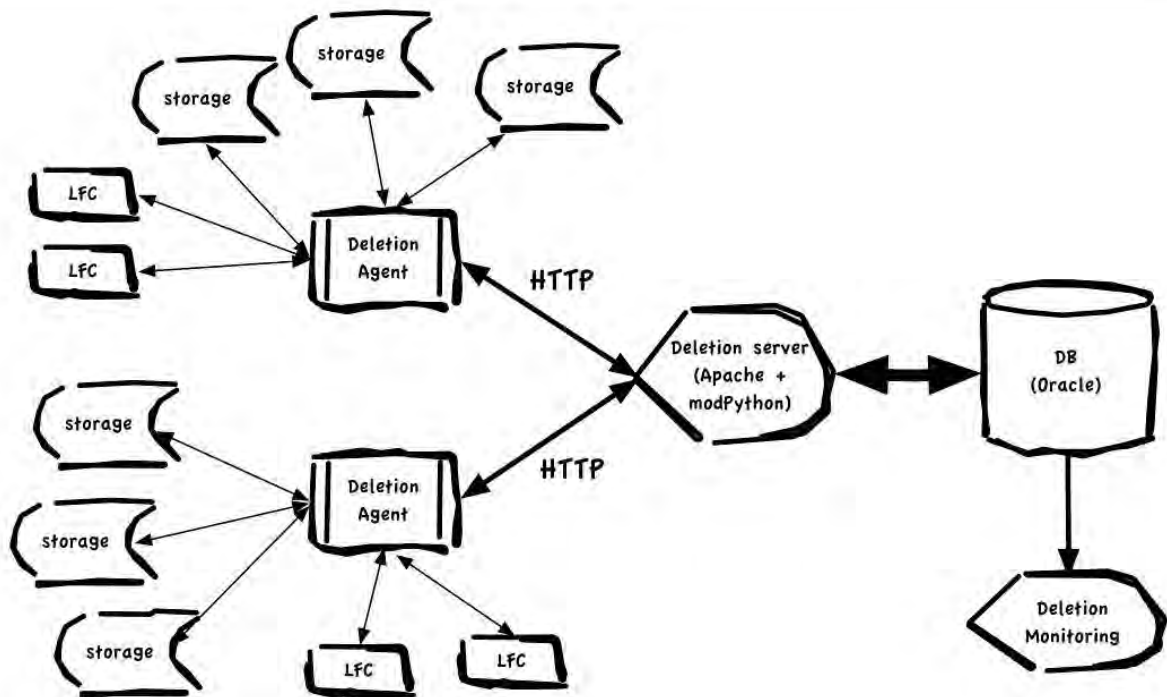 storage
storage
storage
LFC
LFC
Deletion
Agent
HTTP
Deletion server
(Apache +
modPython)
DB
(Oracle)
HTTP
storage
storage
storage
Deletion
Agent
LFC
LFC
Deletion
Monitoring